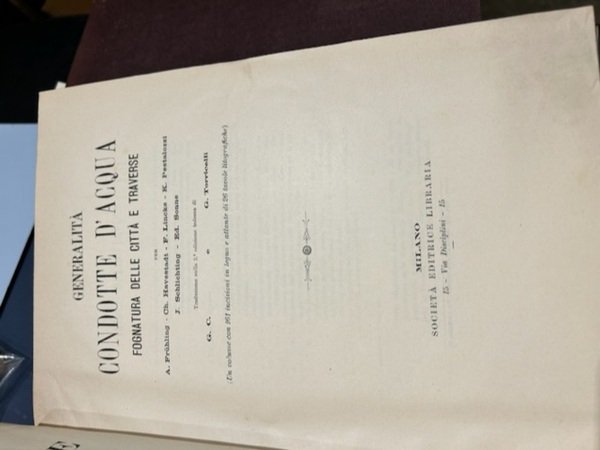 GENERALITÀ
CONDOTTE D'ACQUA
FOGNATURA DELLE CITTÀ E TRAVERSE
PER
A. Frühling - Ch. Havestadt - F. Lincke - K. Pestalozzi
J. Schlichting - Ed. Sonne
Traduzione sulla 2.ª edizione tedesca di
G. C. e G. Torricelli
(Un volume con 161 incisioni in legno e atlante di 26 tavole litografiche)
MILANO
SOCIETÀ EDITRICE LIBRARIA
15 - Via Disciplini - 15